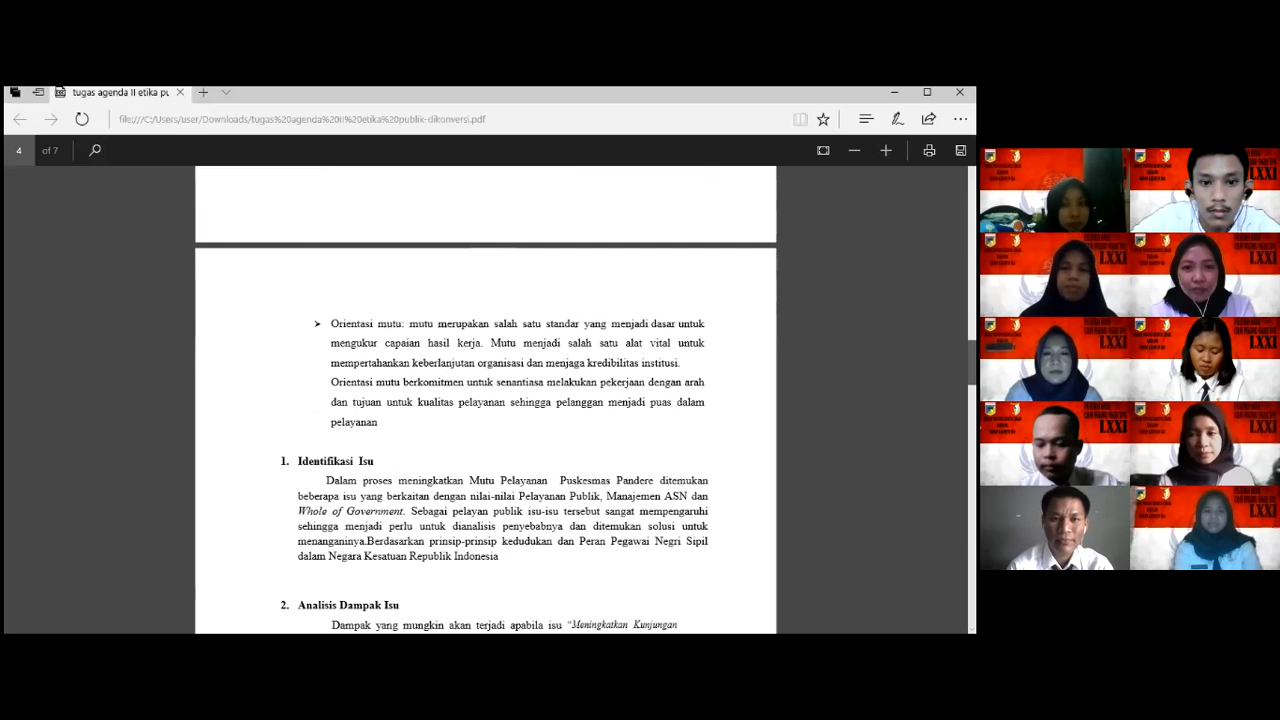 tugas agenda II etika pu
file:///C:/Users/user/Downloads/tugas%20agenda%20II%20etika%20publik-dikonversi.pdf
4 of 7
➤ Orientasi mutu: mutu merupakan salah satu standar yang menjadi dasar untuk
mengukur capaian hasil kerja. Mutu menjadi salah satu alat vital untuk
mempertahankan keberlanjutan organisasi dan menjaga kredibilitas institusi.
Orientasi mutu berkomitmen untuk senantiasa melakukan pekerjaan dengan arah
dan tujuan untuk kualitas pelayanan sehingga pelanggan menjadi puas dalam
pelayanan
1. Identifikasi Isu
Dalam proses meningkatkan Mutu Pelayanan Puskesmas Pandere ditemukan
beberapa isu yang berkaitan dengan nilai-nilai Pelayanan Publik, Manajemen ASN dan
Whole of Government. Sebagai pelayan publik isu-isu tersebut sangat mempengaruhi
sehingga menjadi perlu untuk dianalisis penyebabnya dan ditemukan solusi untuk
menanganinya.Berdasarkan prinsip-prinsip kedudukan dan Peran Pegawai Negri Sipil
dalam Negara Kesatuan Republik Indonesia
2. Analisis Dampak Isu
Dampak yang mungkin akan terjadi apabila isu “Meningkatkan Kunjungan
LXXI
LXXI
LXXI